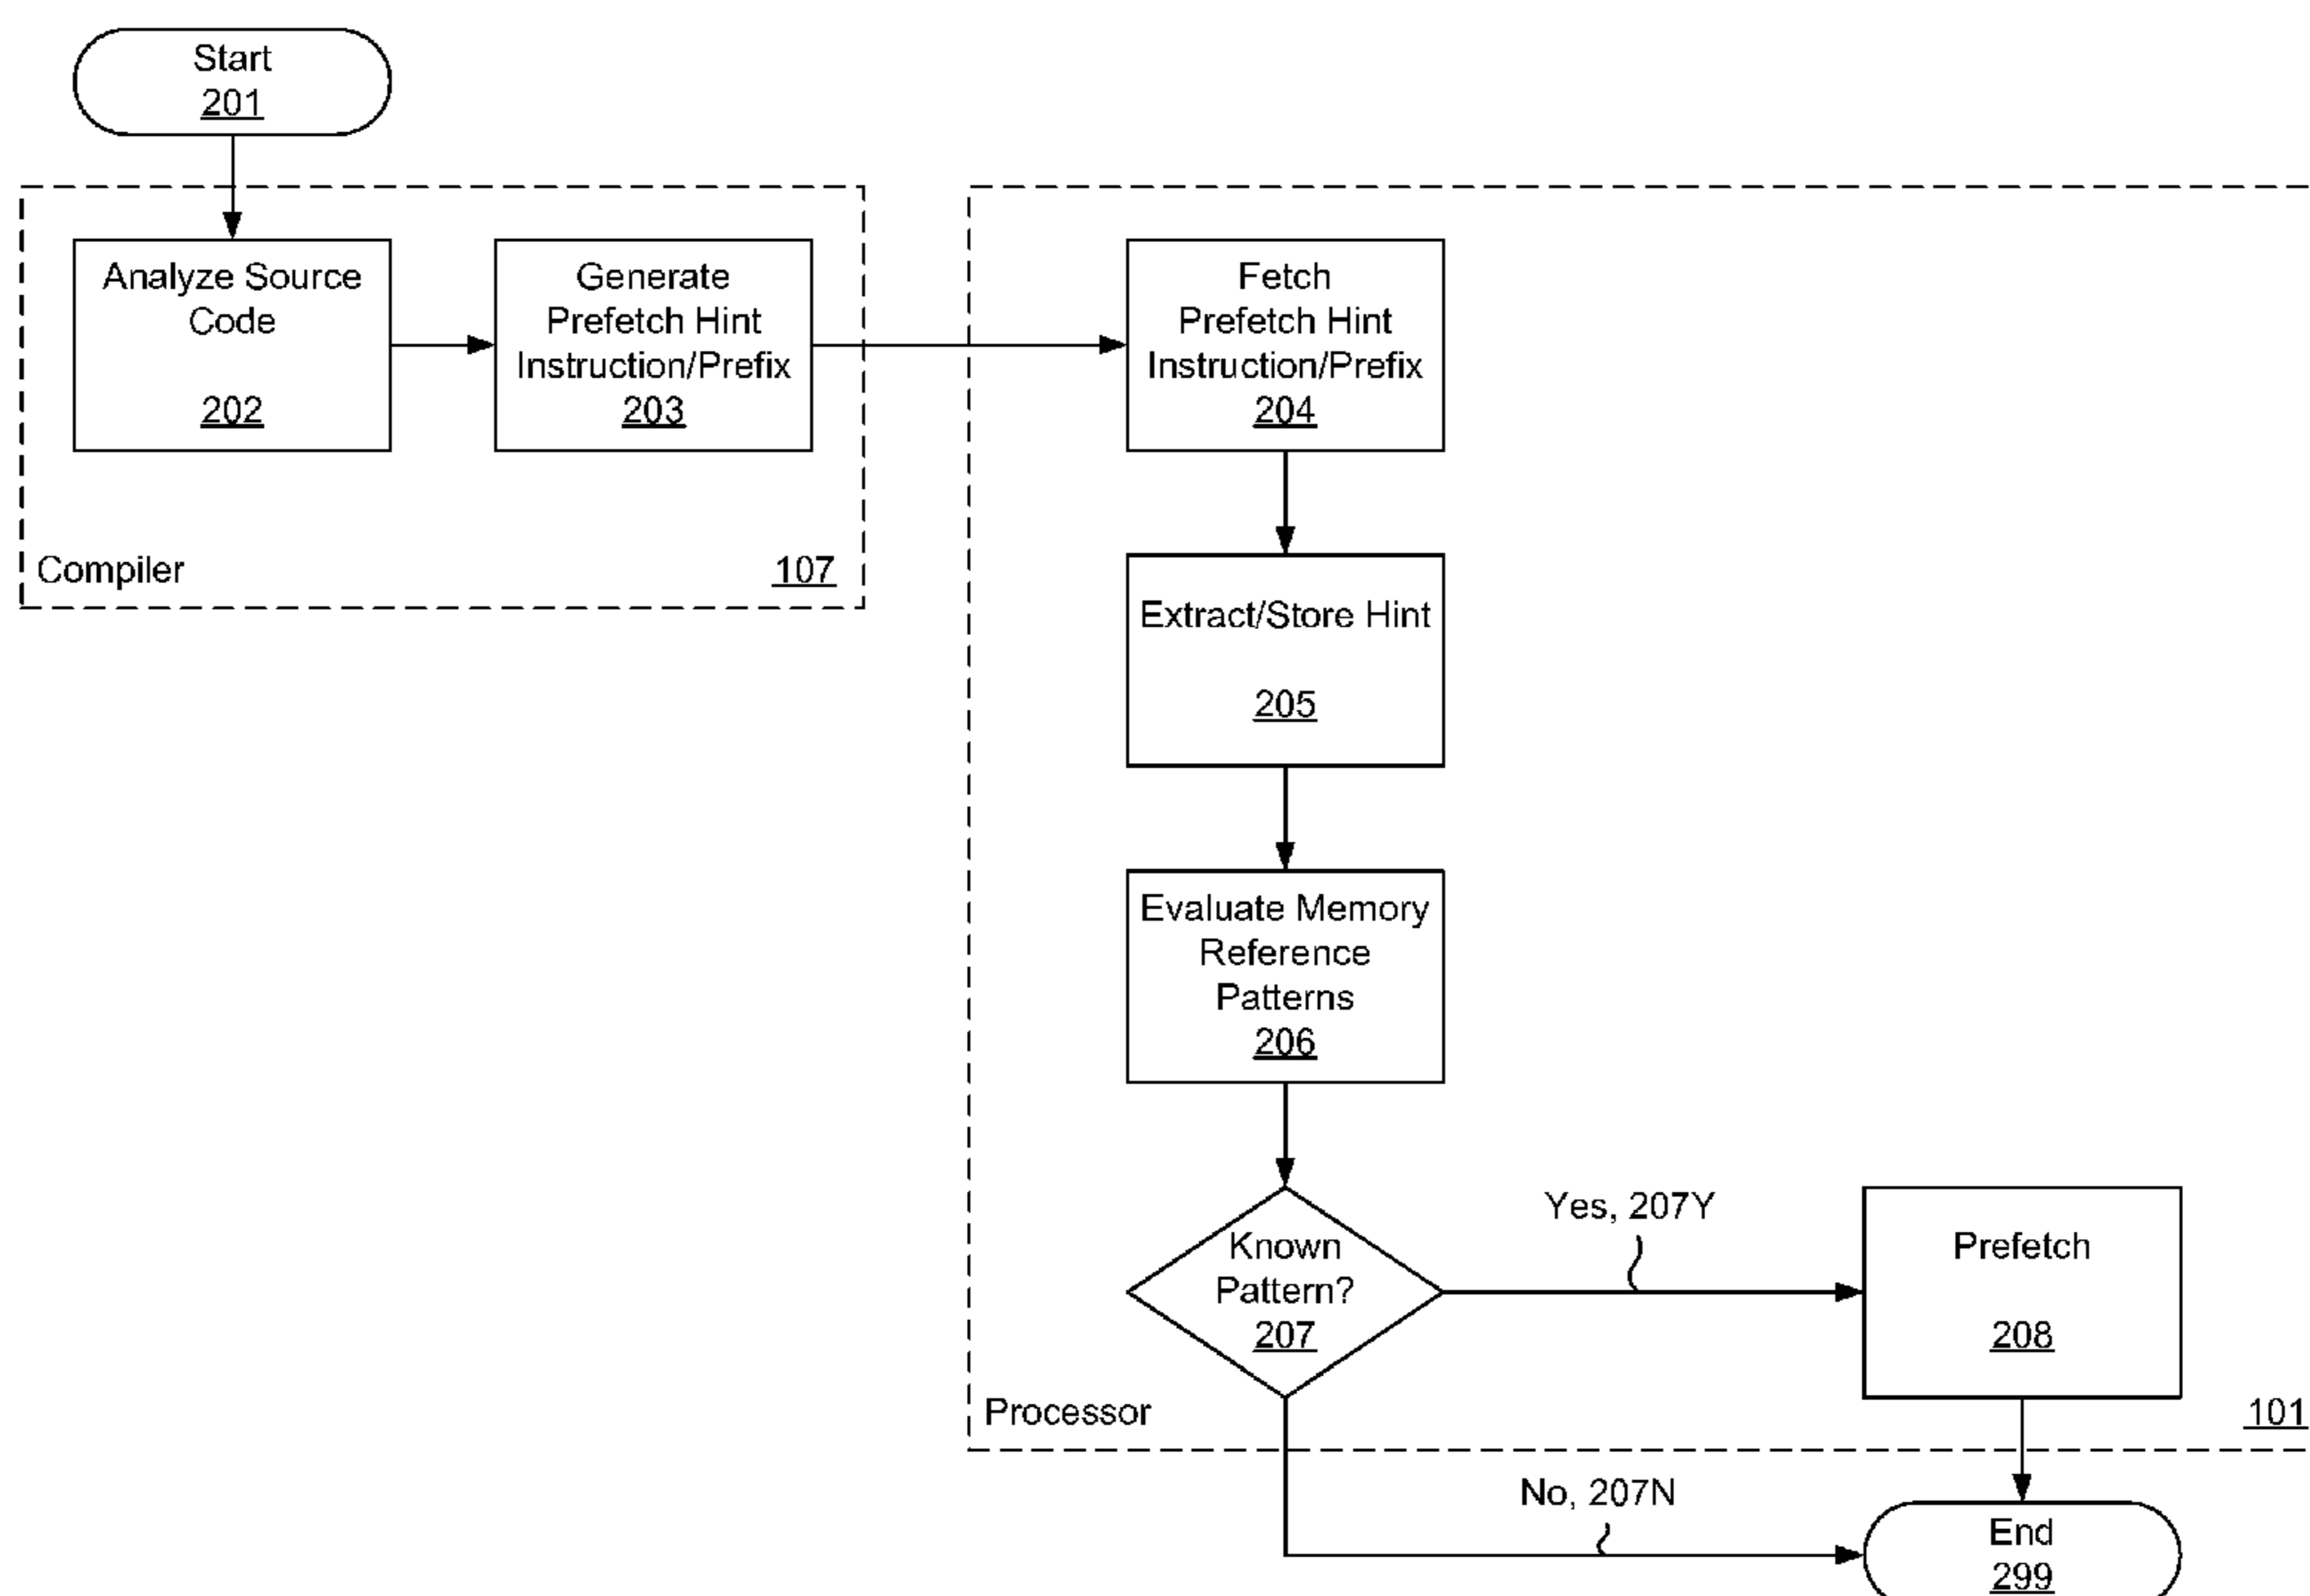 Start
201
Analyze Source
Code
202
Generate
Prefetch Hint
Instruction/Prefix
203
Compiler
107
Fetch
Prefetch Hint
Instruction/Prefix
204
Extract/Store Hint
205
Evaluate Memory
Reference
Patterns
206
Known
Pattern?
207
Yes, 207Y
Prefetch
208
Processor
101
No, 207N
End
299